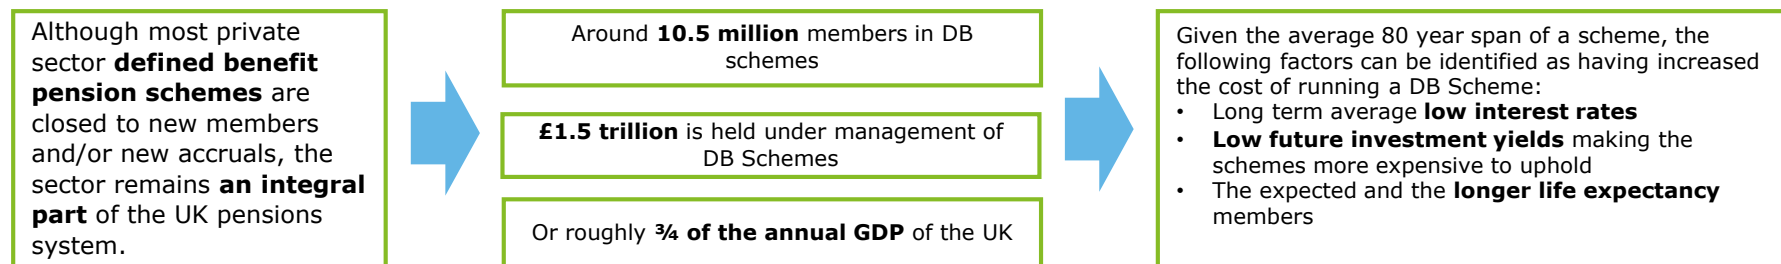 Although most private
sector defined benefit
pension schemes are
closed to new members
and/or new accruals, the
sector remains an integral
part of the UK pensions
system.
Around 10.5 million members in DB
schemes
£1.5 trillion is held under management of
DB Schemes
Or roughly ¾ of the annual GDP of the UK
Given the average 80 year span of a scheme, the
following factors can be identified as having increased
the cost of running a DB Scheme:
• Long term average low interest rates
• Low future investment yields making the
schemes more expensive to uphold
• The expected and the longer life expectancy
members